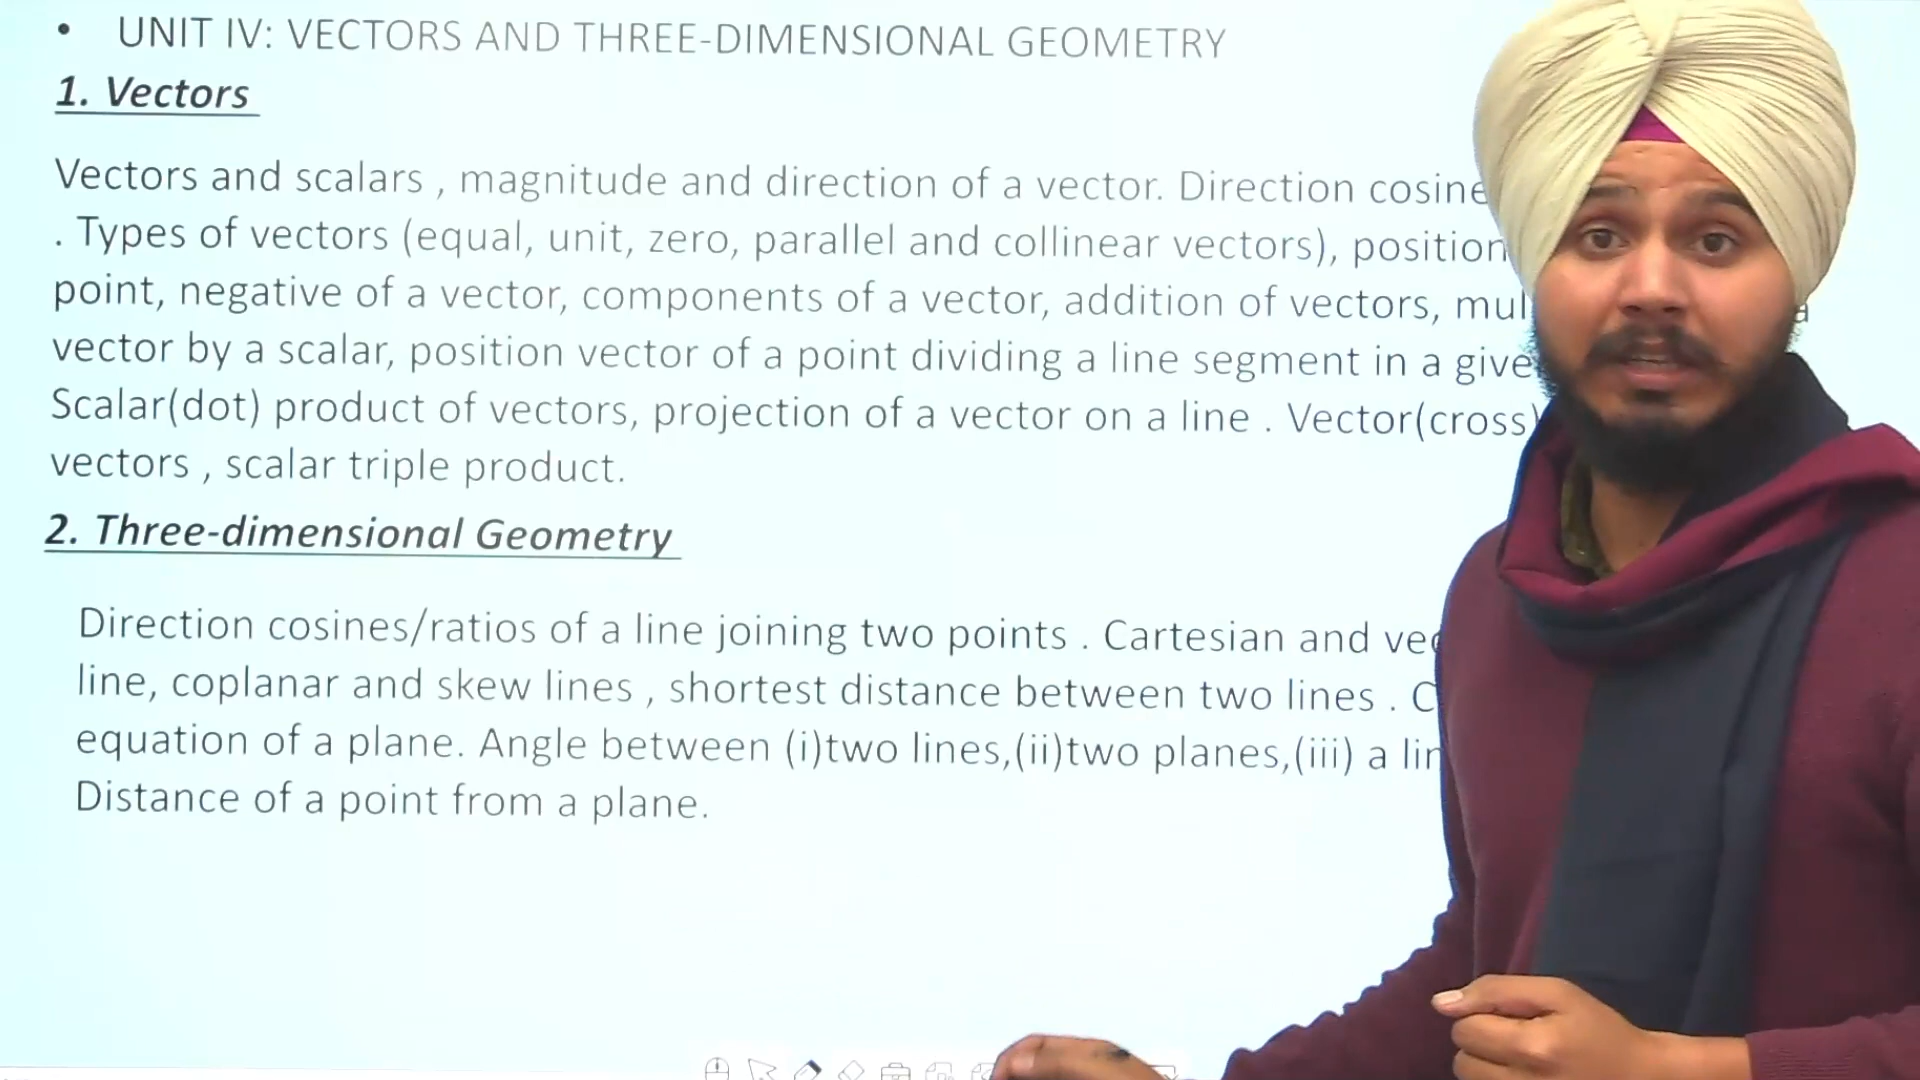 • UNIT IV: VECTORS AND THREE-DIMENSIONAL GEOMETRY
1. Vectors
Vectors and scalars , magnitude and direction of a vector. Direction
. Types of vectors (equal, unit, zero, parallel and collinear vectors), position
point, negative of a vector, components of a vector, addition of vectors,
vector by a scalar, position vector of a point dividing a line segment in a
Scalar(dot) product of vectors, projection of a vector on a line . Vector(cross)
vectors , scalar triple product.
2. Three-dimensional Geometry
Direction cosines/ratios of a line joining two points . Cartesian and
line, coplanar and skew lines , shortest distance between two lines .
equation of a plane. Angle between (i)two lines,(ii)two planes,(iii) a
Distance of a point from a plane.